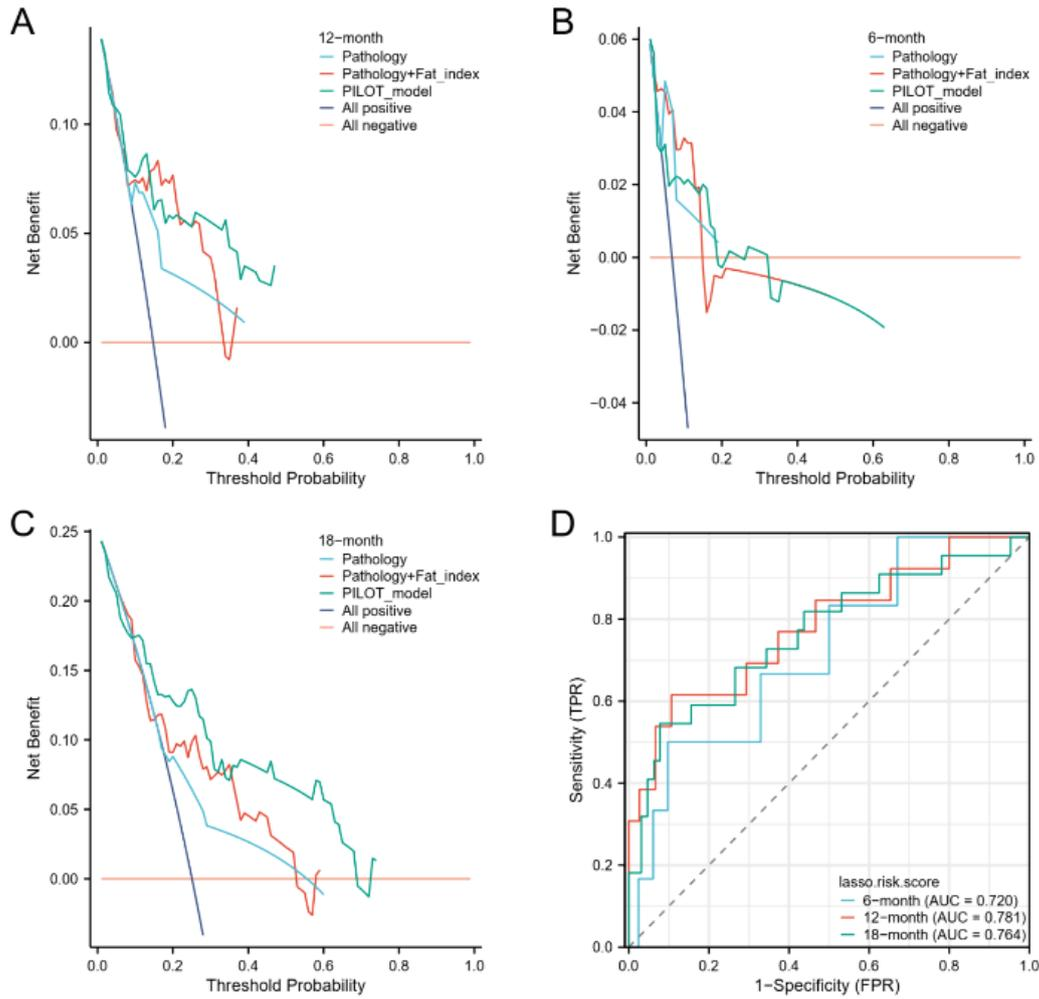 A
12−month
Pathology
Pathology+Fat_index
PILOT_model
All positive
All negative
Net Benefit
0.10
0.05
0.00
0.0 0.2 0.4 0.6 0.8 1.0
Threshold Probability
B
6−month
Pathology
Pathology+Fat_index
PILOT_model
All positive
All negative
Net Benefit
0.06
0.04
0.02
0.00
−0.02
−0.04
0.0 0.2 0.4 0.6 0.8 1.0
Threshold Probability
C
18−month
Pathology
Pathology+Fat_index
PILOT_model
All positive
All negative
Net Benefit
0.25
0.20
0.15
0.10
0.05
0.00
0.0 0.2 0.4 0.6 0.8 1.0
Threshold Probability
D
Sensitivity (TPR)
1.0
0.8
0.6
0.4
0.2
0.0
lasso.risk.score
6−month (AUC = 0.720)
12−month (AUC = 0.781)
18−month (AUC = 0.764)
0.0 0.2 0.4 0.6 0.8 1.0
1−Specificity (FPR)